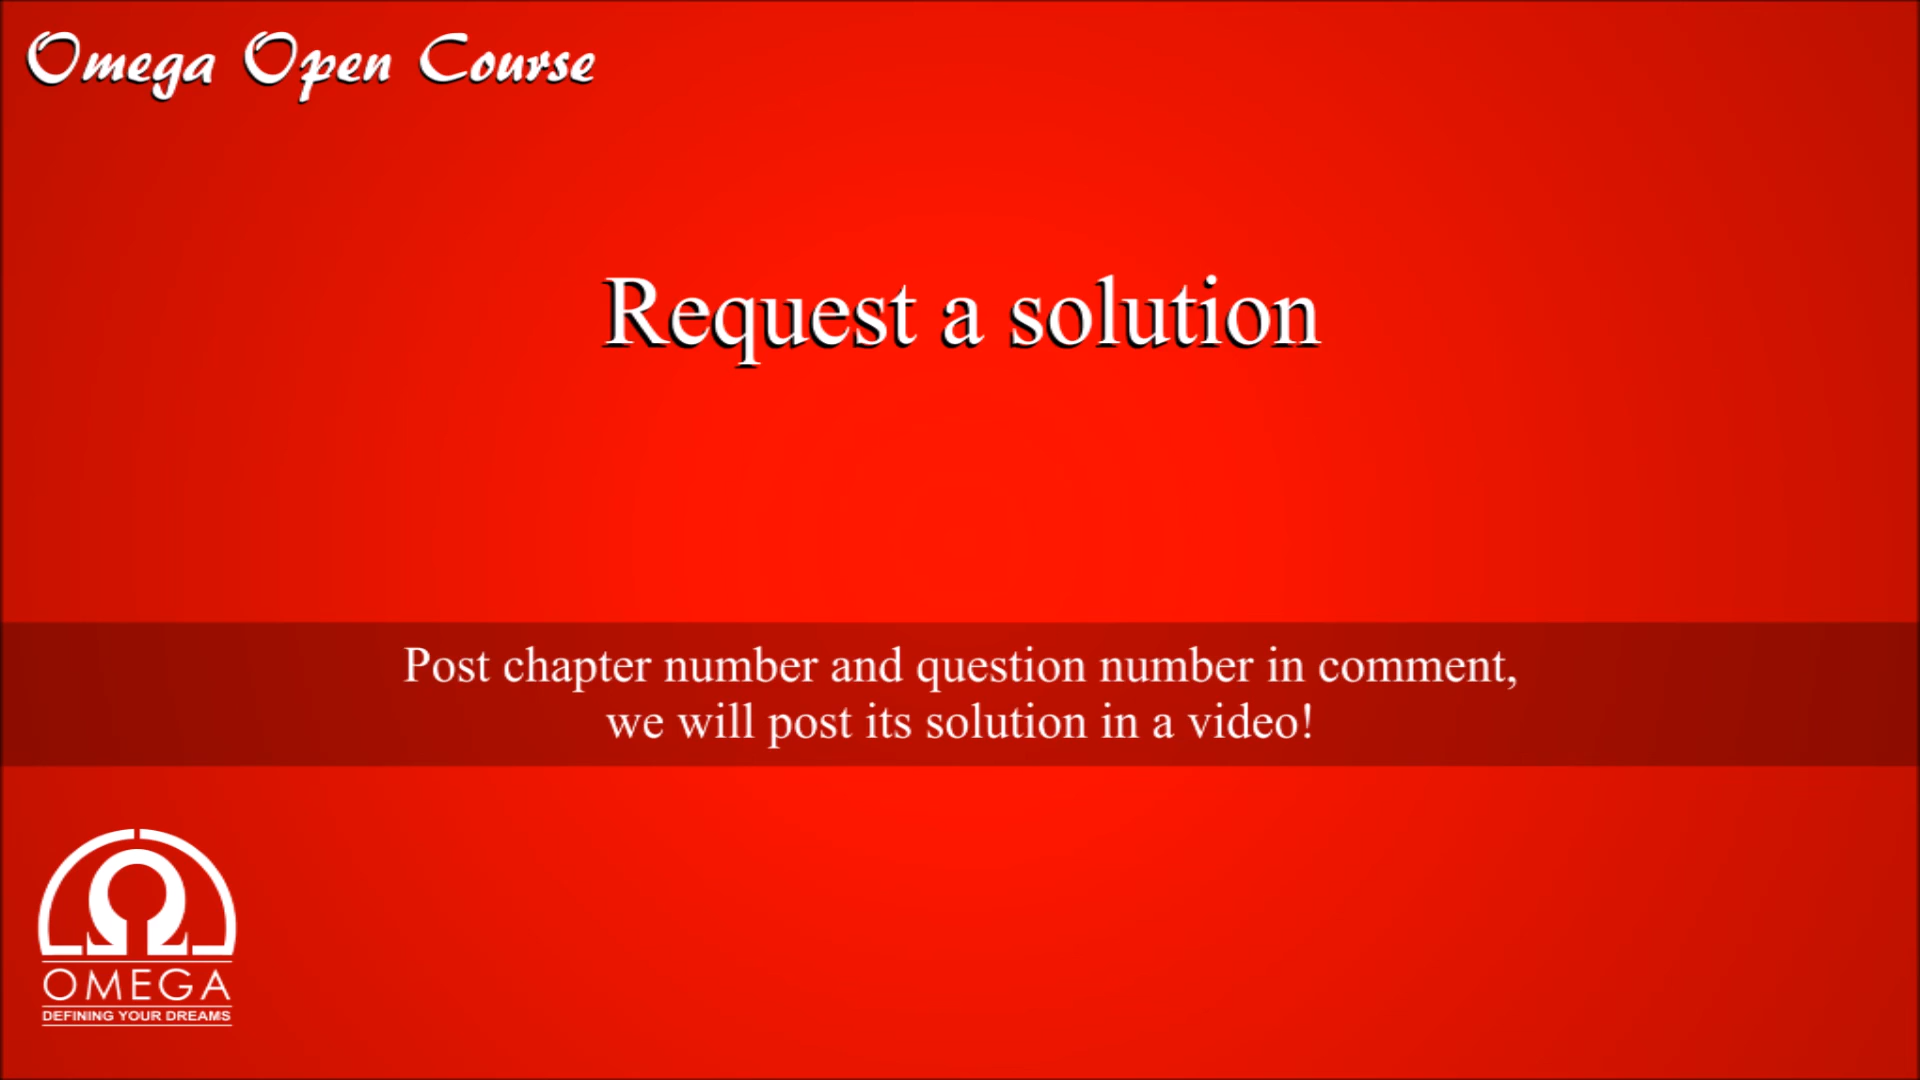 Omega Open Course
Request a solution
Post chapter number and question number in comment,
we will post its solution in a video!
OMEGA
DEFINING YOUR DREAMS